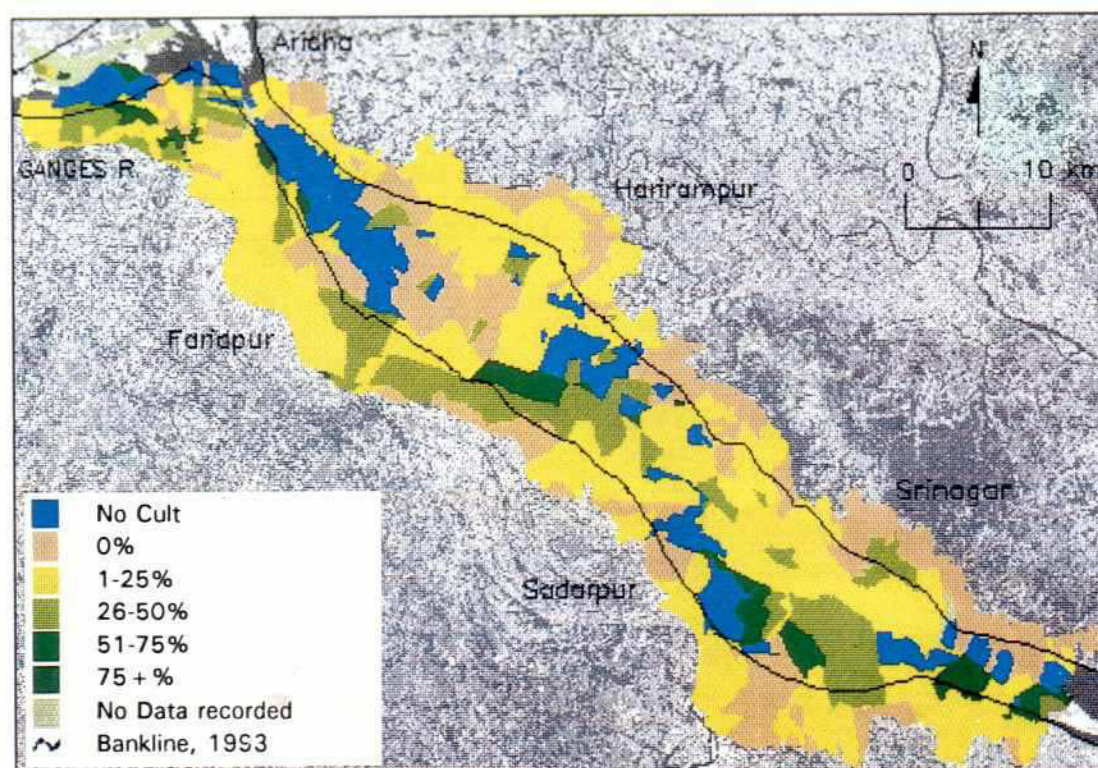 Aricha
N
GANGES R
Harirampur
0 10 km
Faridpur
Srinagar
Sadarpur
No Cult
0%
1-25%
26-50%
51-75%
75 + %
No Data recorded
Bankline, 1993